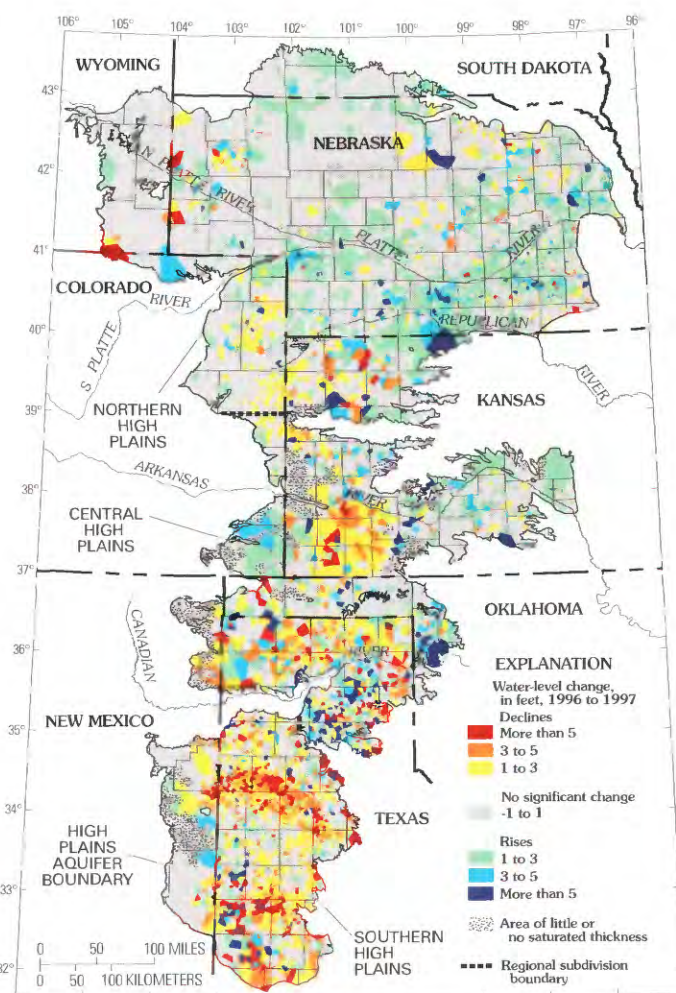 106°
105°
104°
103°
102°
101°
100°
99°
98°
97°
96°
WYOMING
SOUTH DAKOTA
43°
NEBRASKA
N PLATTE RIVER
42°
PLATTE RIVER
41°
COLORADO
S PLATTE RIVER
REPUBLICAN RIVER
40°
39°
NORTHERN
HIGH
PLAINS
KANSAS
ARKANSAS RIVER
38°
CENTRAL
HIGH
PLAINS
37°
OKLAHOMA
CANADIAN RIVER
36°
35°
NEW MEXICO
34°
TEXAS
HIGH
PLAINS
AQUIFER
BOUNDARY
33°
SOUTHERN
HIGH
PLAINS
0 50 100 MILES
0 50 100 KILOMETERS
32°
EXPLANATION
Water-level change,
in feet, 1996 to 1997
Declines
More than 5
3 to 5
1 to 3
No significant change
-1 to 1
Rises
1 to 3
3 to 5
More than 5
Area of little or
no saturated thickness
Regional subdivision
boundary